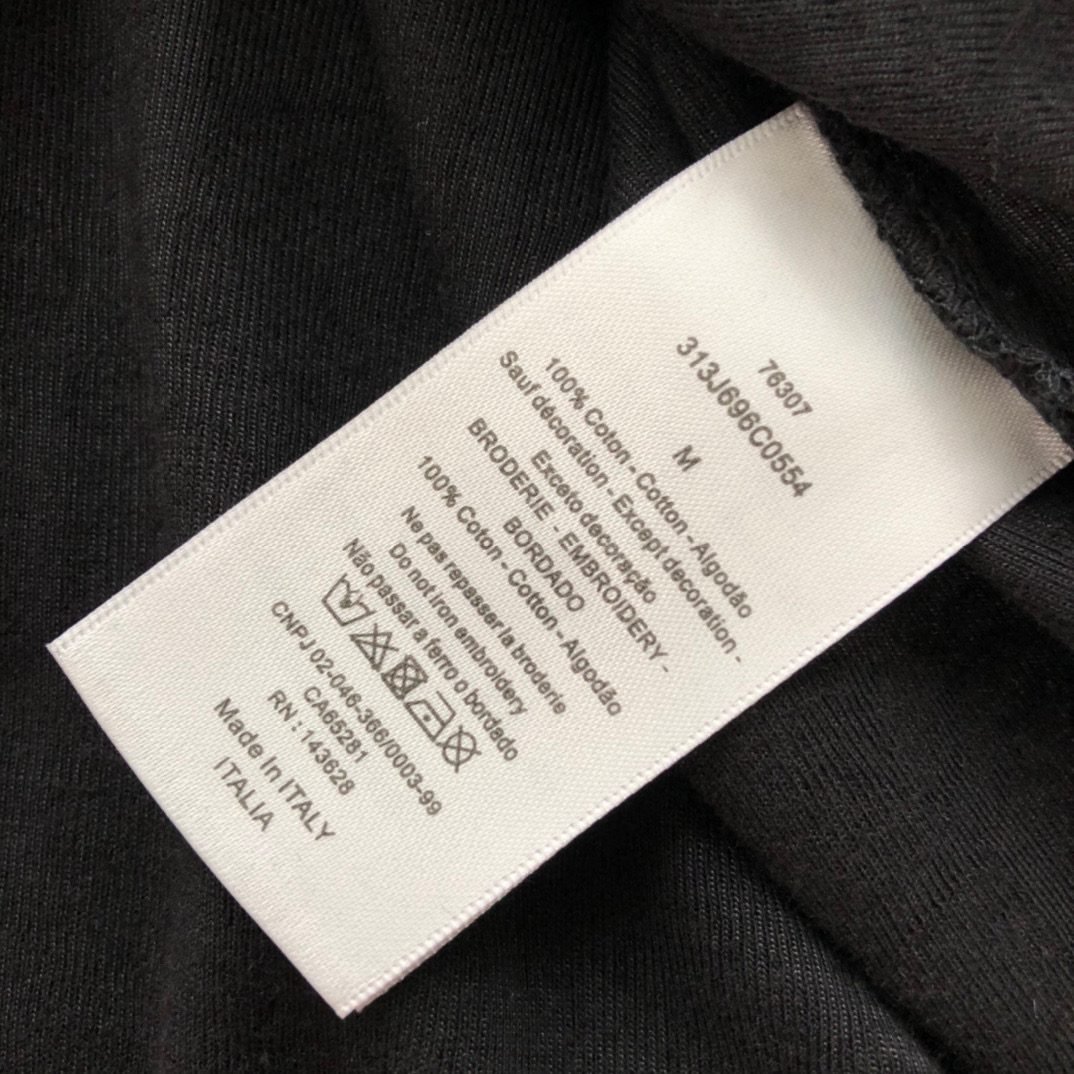 76307
313J696C0554
M
100% Coton - Cotton - Algodão
Sauf décoration - Except decoration -
Exceto decoração
BRODERIE - EMBROIDERY -
BORDADO
100% Coton - Cotton - Algodão
Ne pas repasser la broderie
Do not iron embroidery
Não passar a ferro o bordado
CNPJ 02-046-366/0003-99
CA65281
RN : 143628
Made In ITALY
ITALIA